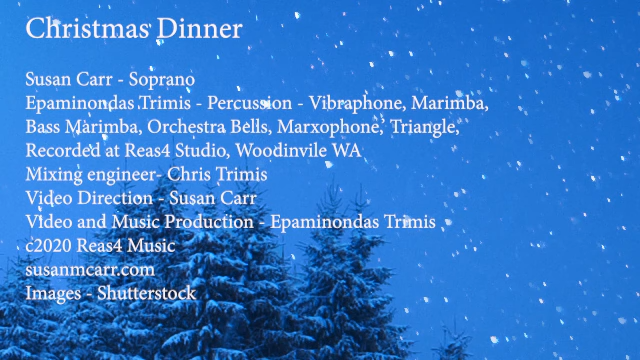 Christmas Dinner
Susan Carr - Soprano
Epaminondas Trimis - Percussion - Vibraphone, Marimba,
Bass Marimba, Orchestra Bells, Marxophone, Triangle,
Recorded at Reas4 Studio, Woodinvile WA
Mixing engineer- Chris Trimis
Video Direction - Susan Carr
Video and Music Production - Epaminondas Trimis
c2020 Reas4 Music
susanmcarr.com
Images - Shutterstock